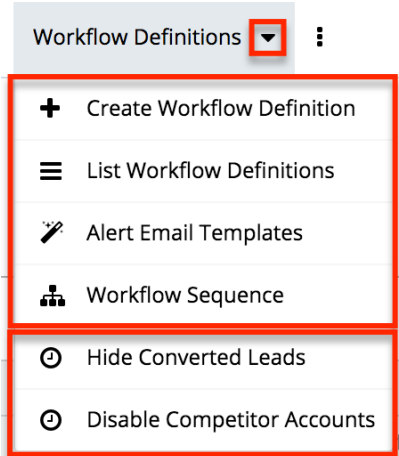 Workflow Definitions
Create Workflow Definition
List Workflow Definitions
Alert Email Templates
Workflow Sequence
Hide Converted Leads
Disable Competitor Accounts